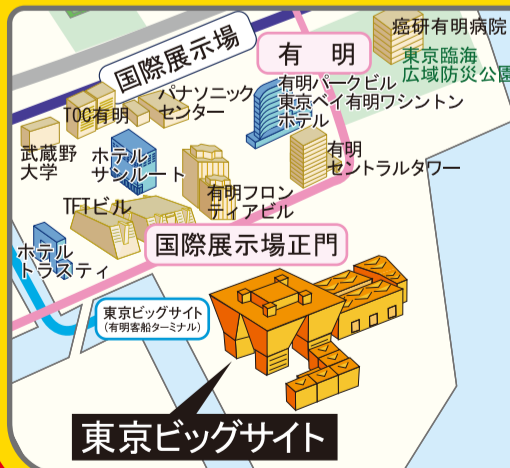 癌研有明病院
東京臨海
広域防災公園
国際展示場
有明
有明パークビル
東京ベイ有明ワシントン
ホテル
パナソニック
センター
TOC有明
武蔵野
大学
ホテル
サンルート
有明
セントラルタワー
有明フロン
ティアビル
TFTビル
国際展示場正門
ホテル
トラスティ
東京ビッグサイト
(有明客船ターミナル)
東京ビッグサイト